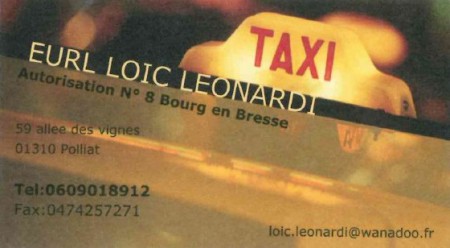 TAXI
EURL LOIC LEONARDI
Autorisation N° 8 Bourg en Bresse
59 allee des vignes
01310 Polliat
Tel:0609018912
Fax:0474257271
loic.leonardi@wanadoo.fr